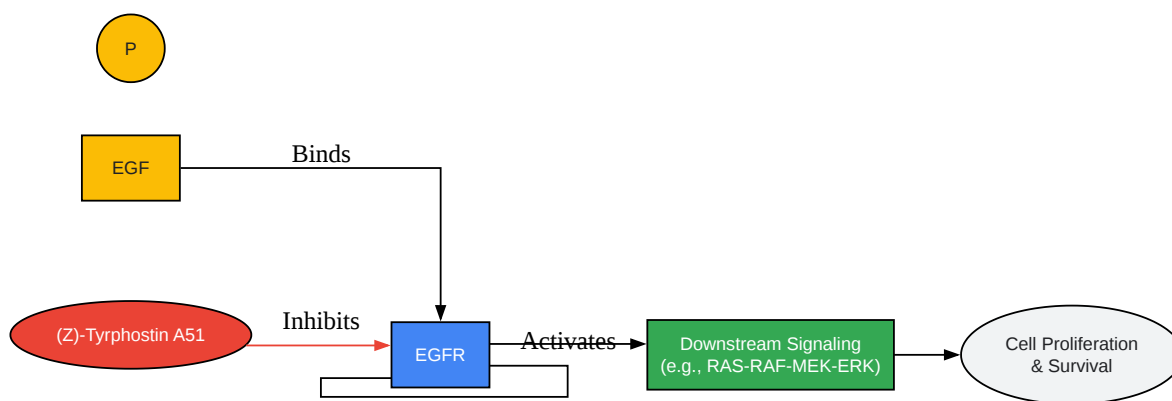 P
EGF
Binds
(Z)-Tyrphostin A51
Inhibits
EGFR
Activates
Downstream Signaling
(e.g., RAS-RAF-MEK-ERK)
Cell Proliferation
& Survival